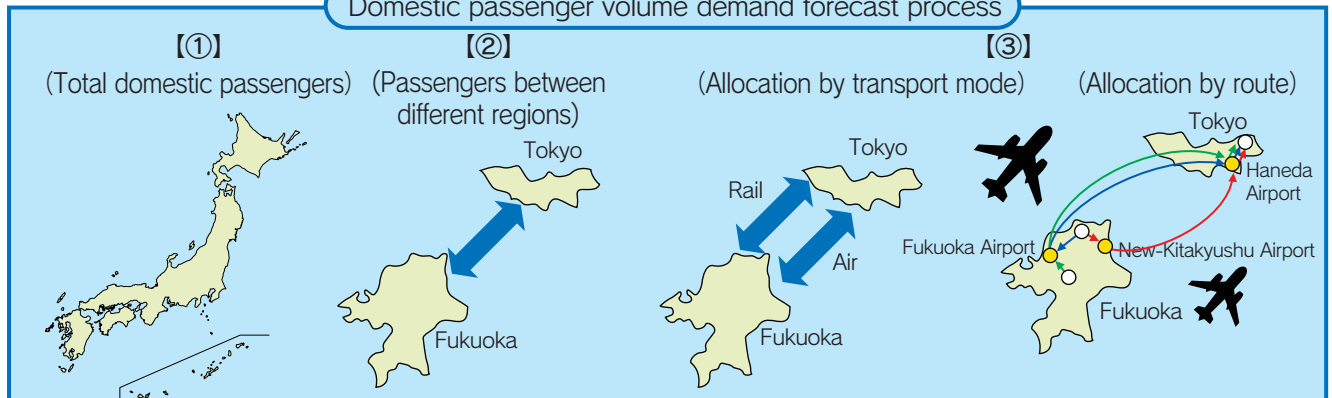 Domestic passenger volume demand forecast process
【①】
(Total domestic passengers)
【②】
(Passengers between
different regions)
Tokyo
Fukuoka
【③】
(Allocation by transport mode)
Tokyo
Rail
Air
Fukuoka
(Allocation by route)
Tokyo
Haneda
Airport
Fukuoka Airport
New-Kitakyushu Airport
Fukuoka